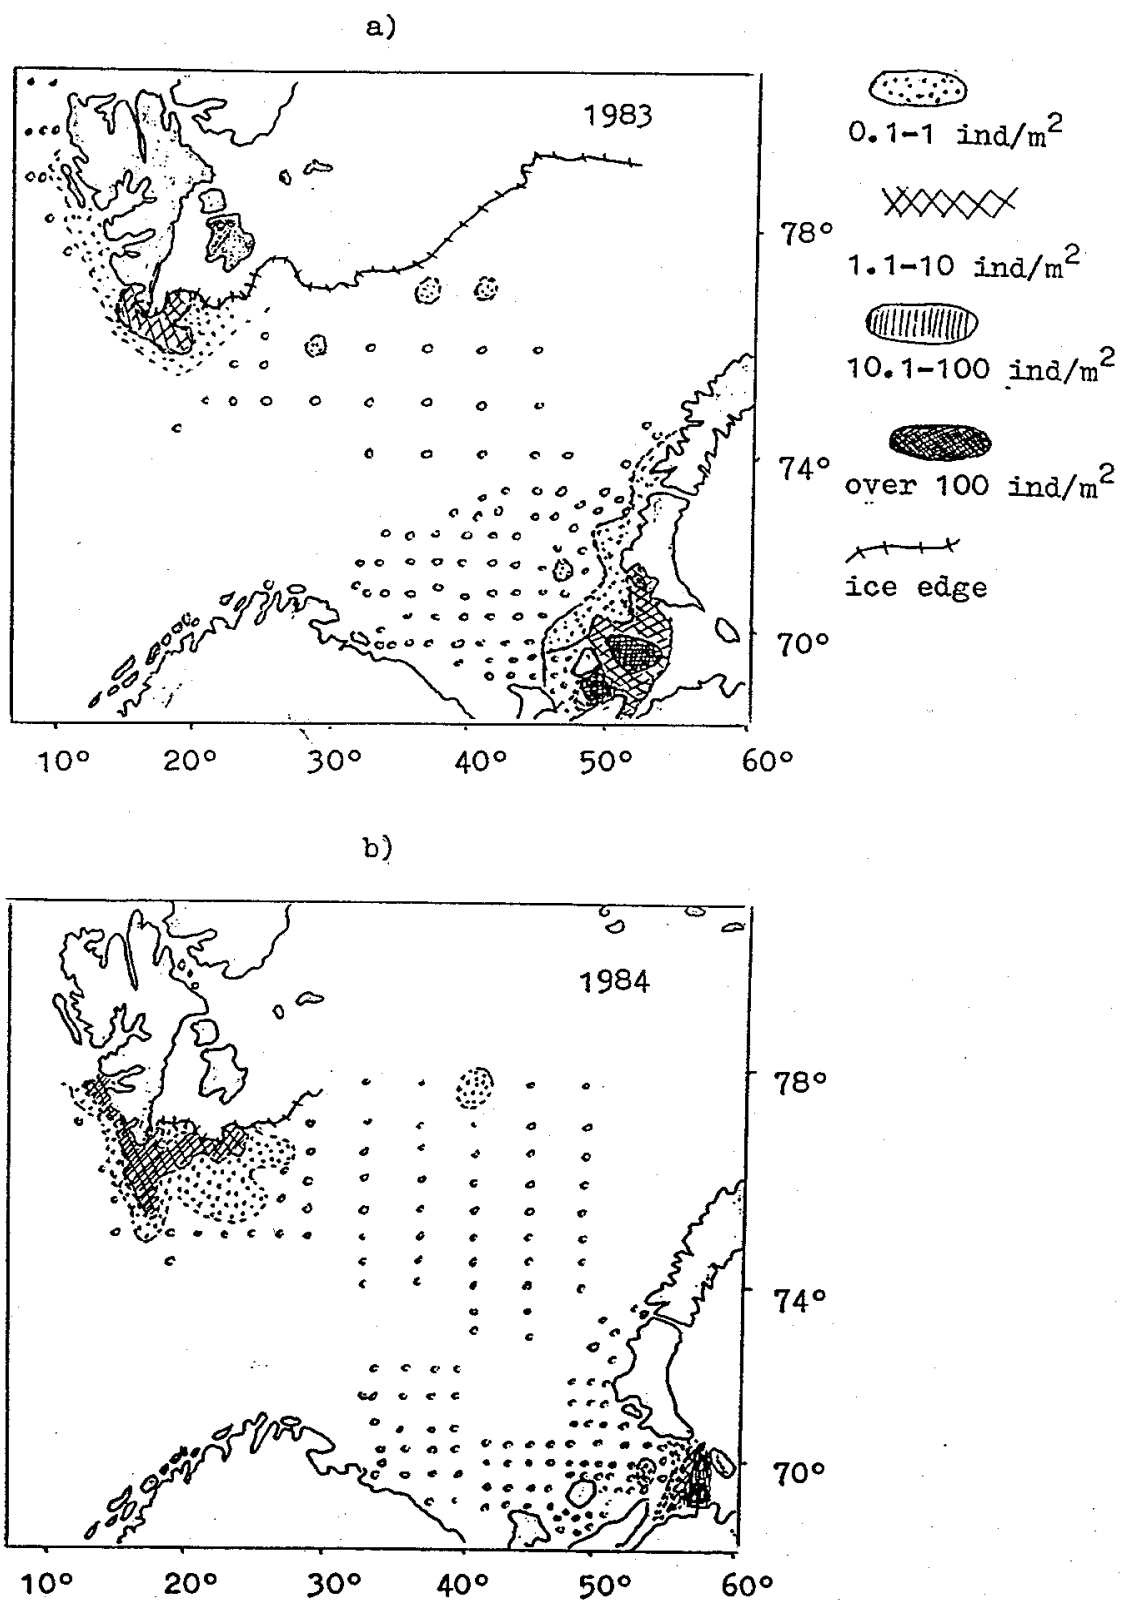 a)
1983
0.1-1 ind/m²
1.1-10 ind/m²
10.1-100 ind/m²
over 100 ind/m²
ice edge
78°
74°
70°
10° 20° 30° 40° 50° 60°
b)
1984
78°
74°
70°
10° 20° 30° 40° 50° 60°